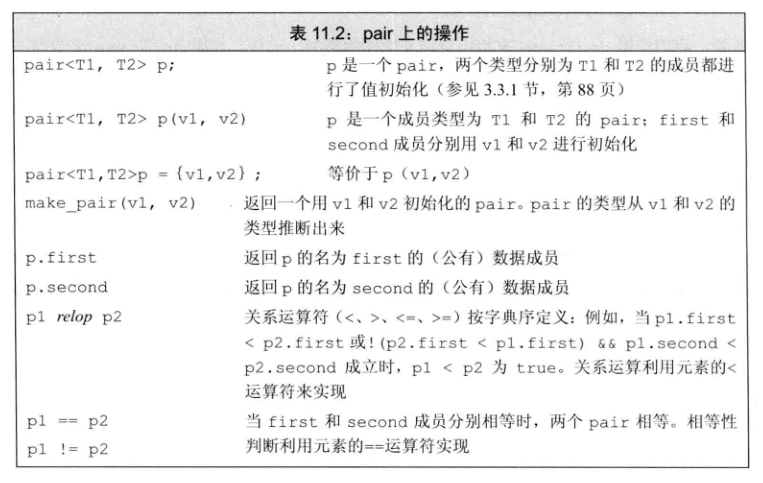 表 11.2：pair 上的操作
pair<T1, T2> p; p 是一个 pair，两个类型分别为 T1 和 T2 的成员都进
行了值初始化（参见 3.3.1 节，第 88 页）
pair<T1, T2> p(v1, v2) p 是一个成员类型为 T1 和 T2 的 pair；first 和
second 成员分别用 v1 和 v2 进行初始化
pair<T1,T2>p = {v1,v2} ; 等价于 p（v1,v2）
make_pair(v1, v2) 返回一个用 v1 和 v2 初始化的 pair。pair 的类型从 v1 和 v2 的
类型推断出来
p.first 返回 p 的名为 first 的（公有）数据成员
p.second 返回 p 的名为 second 的（公有）数据成员
p1 relop p2 关系运算符（<、>、<=、>=）按字典序定义：例如，当 p1.first
< p2.first 或!(p2.first < p1.first) && p1.second <
p2.second 成立时，p1 < p2 为 true。关系运算利用元素的<
运算符来实现
p1 == p2 当 first 和 second 成员分别相等时，两个 pair 相等。相等性
p1 != p2 判断利用元素的==运算符实现